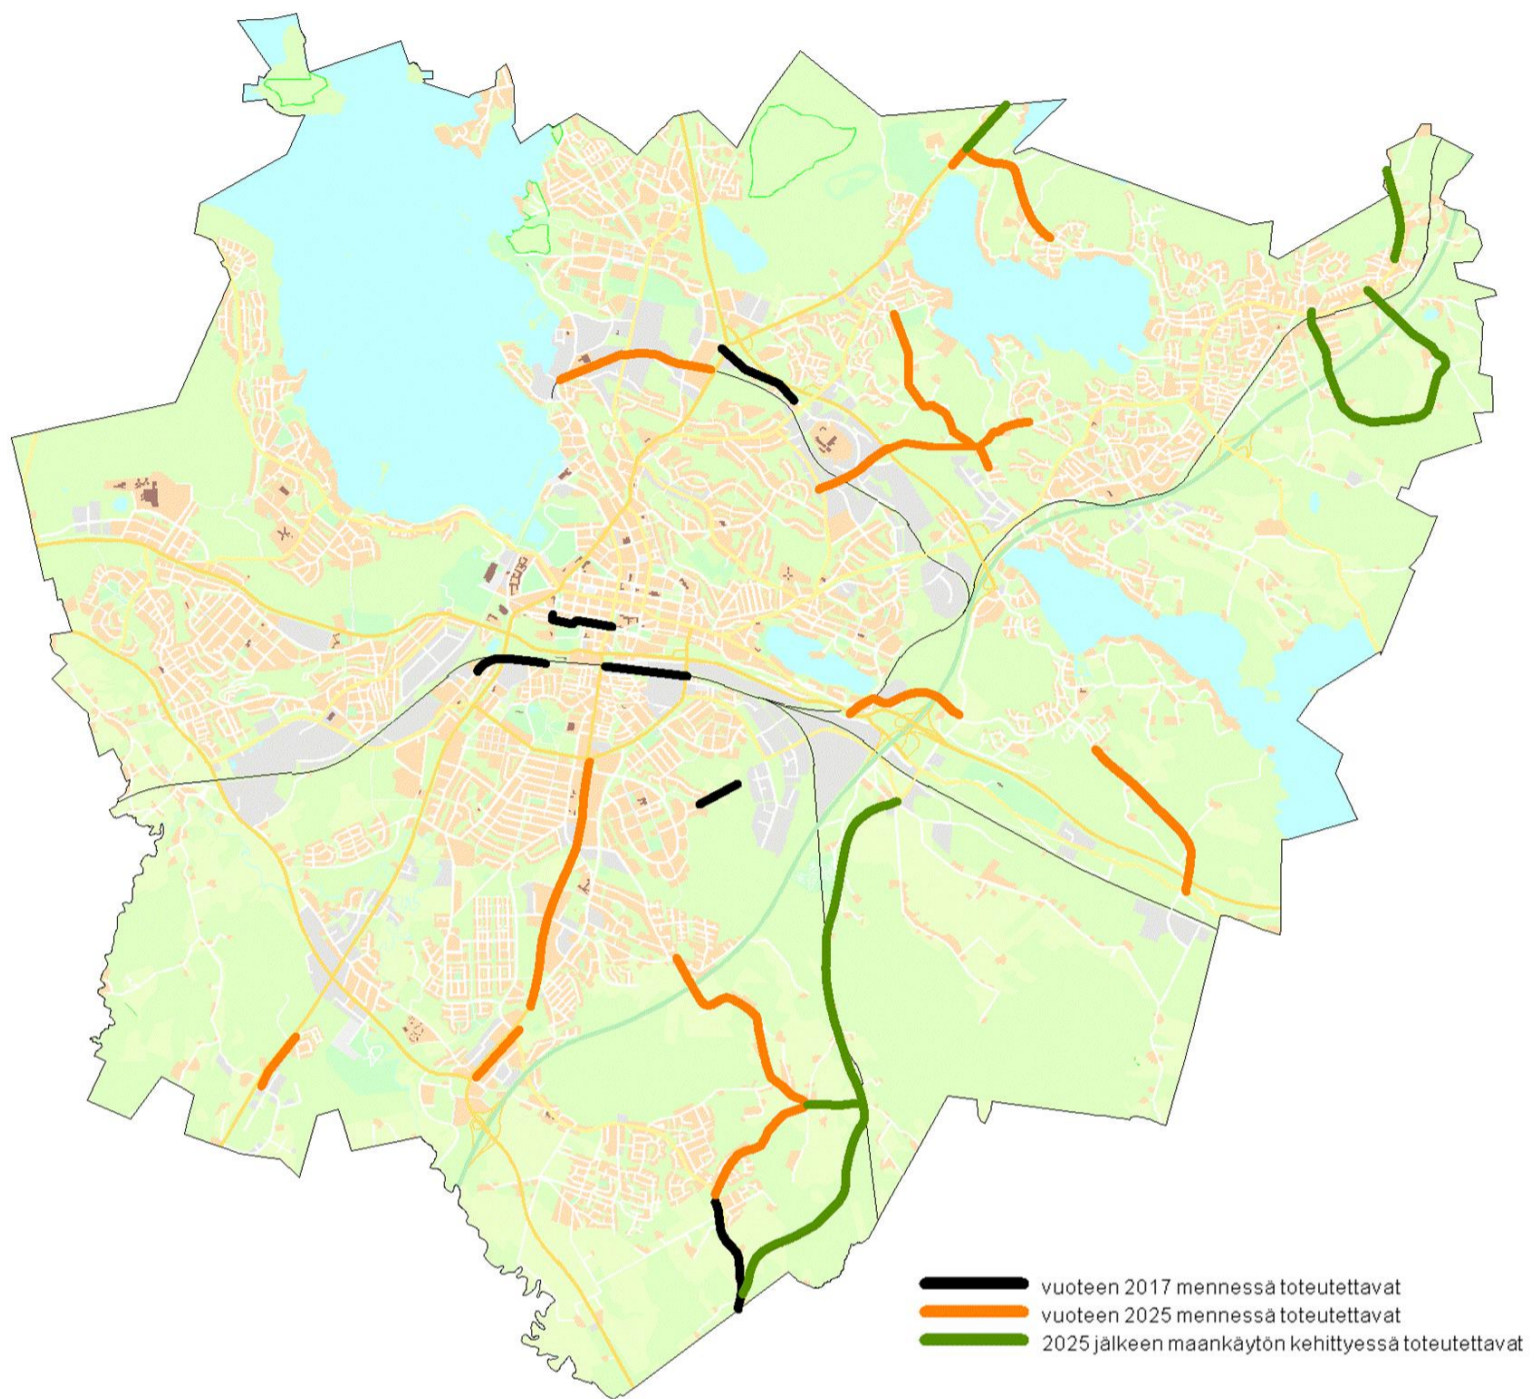 vuoteen 2017 mennessä toteutettavat
vuoteen 2025 mennessä toteutettavat
2025 jälkeen maankäytön kehittyessä toteutettavat